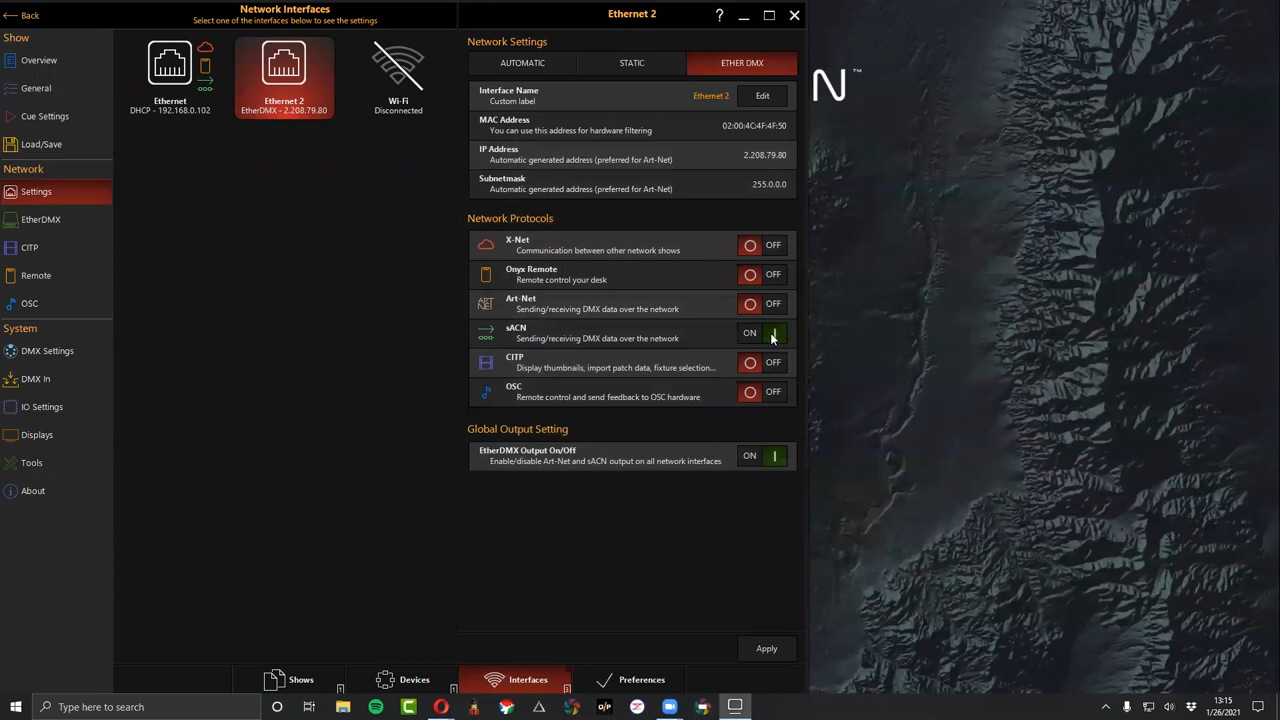 Back
Network Interfaces
Select one of the interfaces below to see the settings
Ethernet 2
?
Show
Overview
General
Cue Settings
Load/Save
Network
Settings
EtherDMX
CITP
Remote
OSC
System
DMX Settings
DMX In
IO Settings
Displays
Tools
About
Ethernet
DHCP - 192.168.0.102
Ethernet 2
EtherDMX - 2.208.79.80
Wi-Fi
Disconnected
Network Settings
AUTOMATIC STATIC ETHER DMX
Interface Name
Custom label
Ethernet 2 Edit
MAC Address
You can use this address for hardware filtering
02:00:4C:4F:4F:50
IP Address
Automatic generated address (preferred for Art-Net)
2.208.79.80
Subnetmask
Automatic generated address (preferred for Art-Net)
255.0.0.0
Network Protocols
X-Net
Communication between other network shows
OFF
Onyx Remote
Remote control your desk
OFF
ART
NET
Art-Net
Sending/receiving DMX data over the network
OFF
sACN
Sending/receiving DMX data over the network
ON
CITP
Display thumbnails, import patch data, fixture selection...
OFF
OSC
Remote control and send feedback to OSC hardware
OFF
Global Output Setting
EtherDMX Output On/Off
Enable/disable Art-Net and sACN output on all network interfaces
ON
Apply
Shows 1
Devices 1
Interfaces 3
Preferences
N™
Type here to search
O/P
13:15
1/26/2021